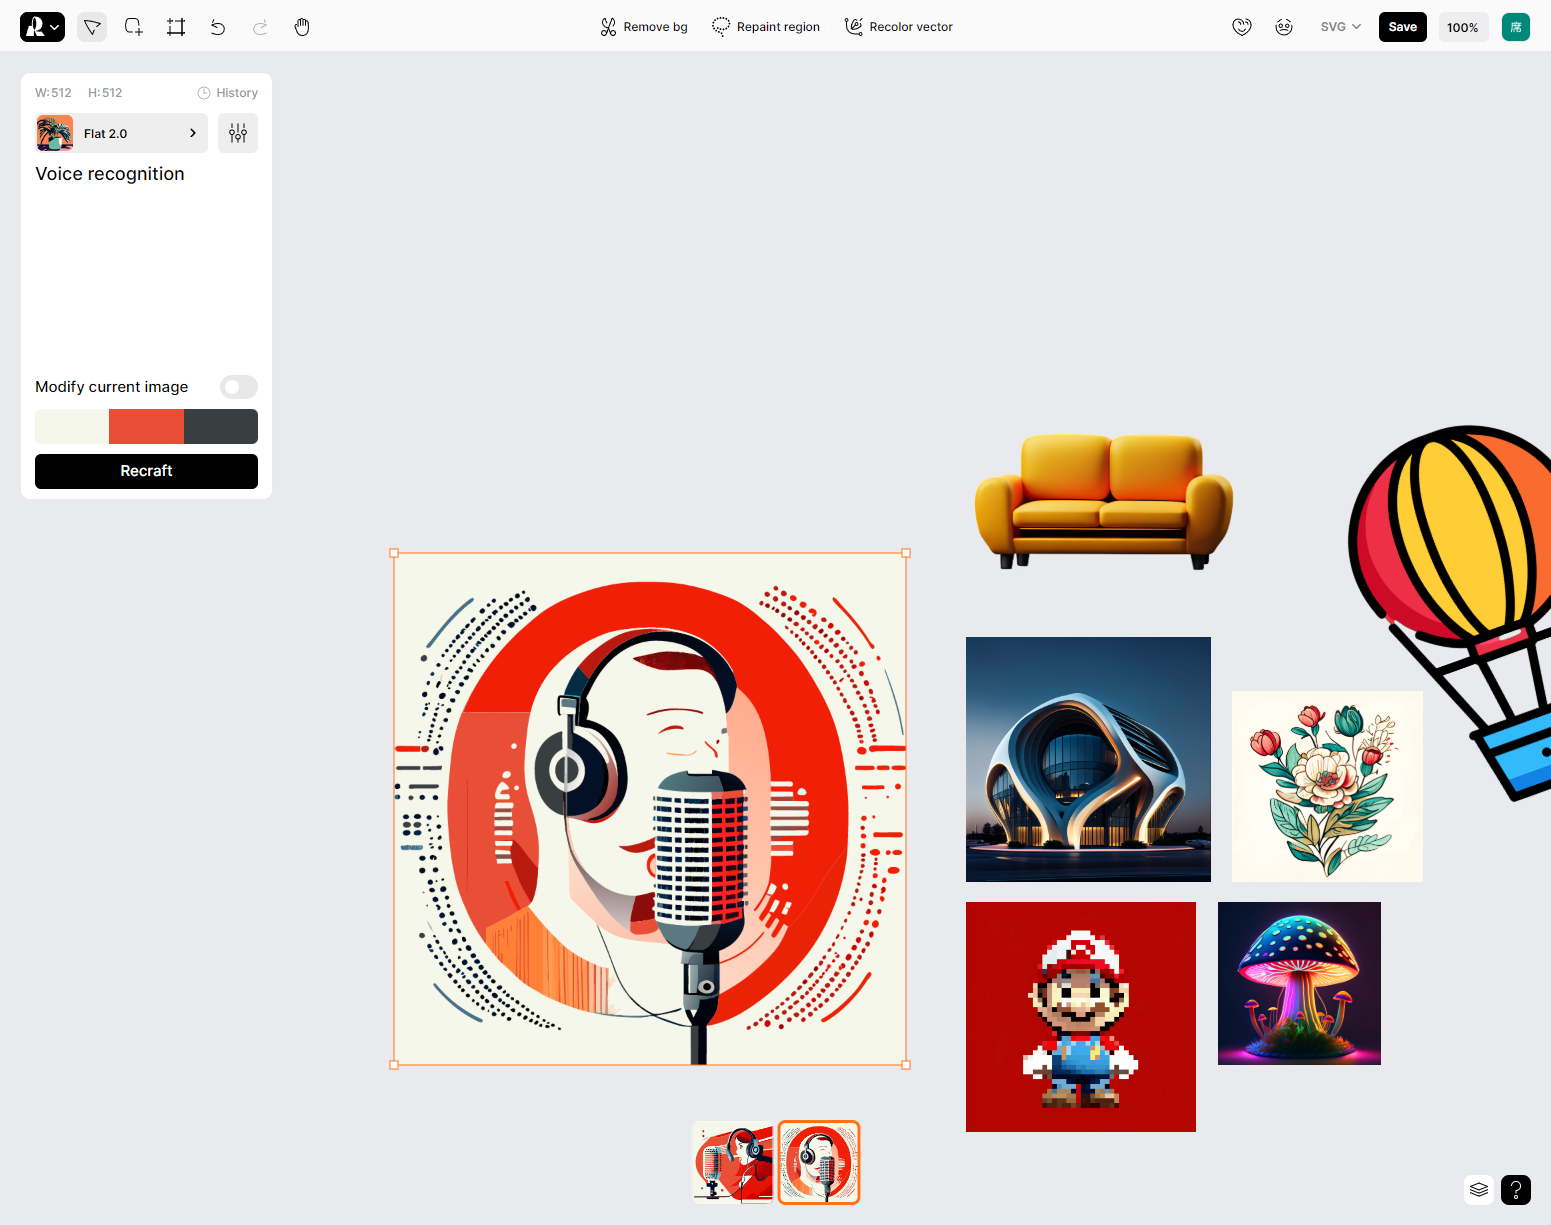 Remove bg
Repaint region
Recolor vector
SVG
Save
100%
席
W:512 H:512
History
Flat 2.0
Voice recognition
Modify current image
Recraft
?